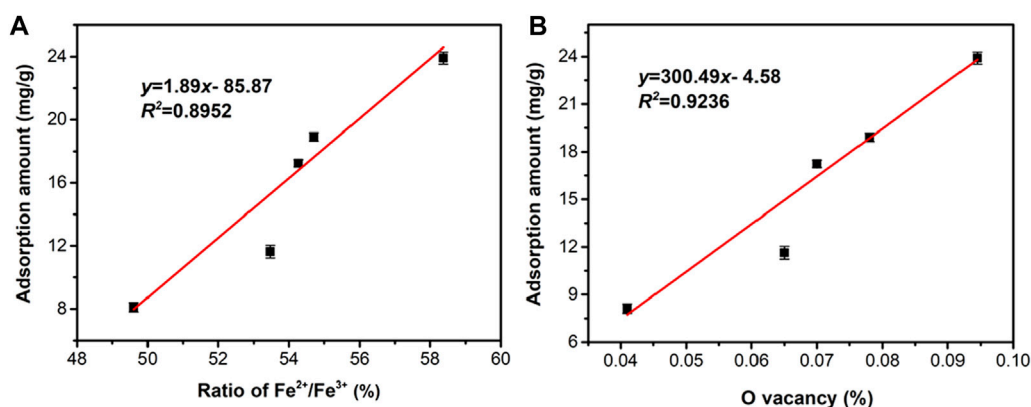 A
y=1.89x- 85.87
R²=0.8952
24
20
16
12
8
48 50 52 54 56 58 60
Adsorption amount (mg/g)
Ratio of Fe²⁺/Fe³⁺ (%)
B
y=300.49x- 4.58
R²=0.9236
24
21
18
15
12
9
6
0.04 0.05 0.06 0.07 0.08 0.09 0.10
Adsorption amount (mg/g)
O vacancy (%)